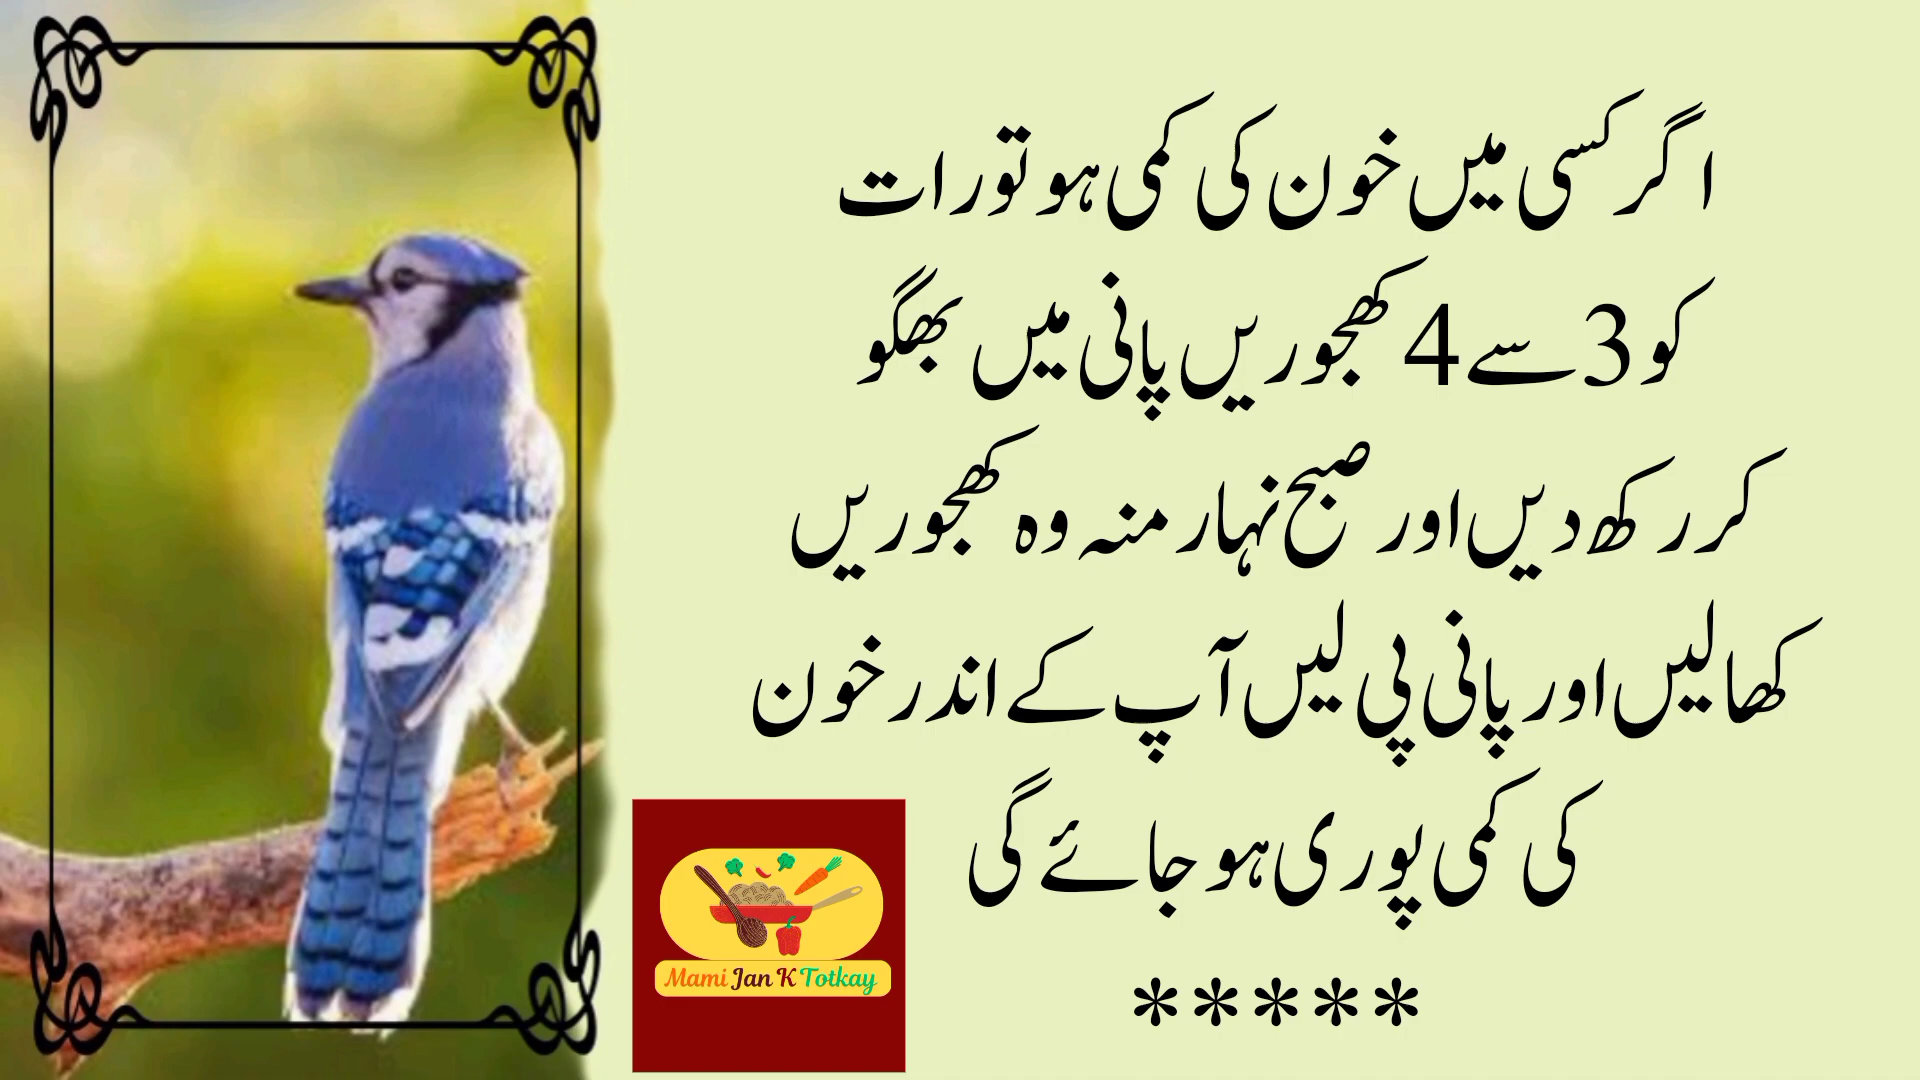 اگر کسی میں خون کی کمی ہو تو رات
کو 3 سے 4 کھجوریں پانی میں بھگو
کر رکھ دیں اور صبح نہار منہ وہ کھجوریں
کھا لیں اور پانی پی لیں آپ کے اندر خون
کی کمی پوری ہو جائے گی
*****
Mami Jan K Totkay